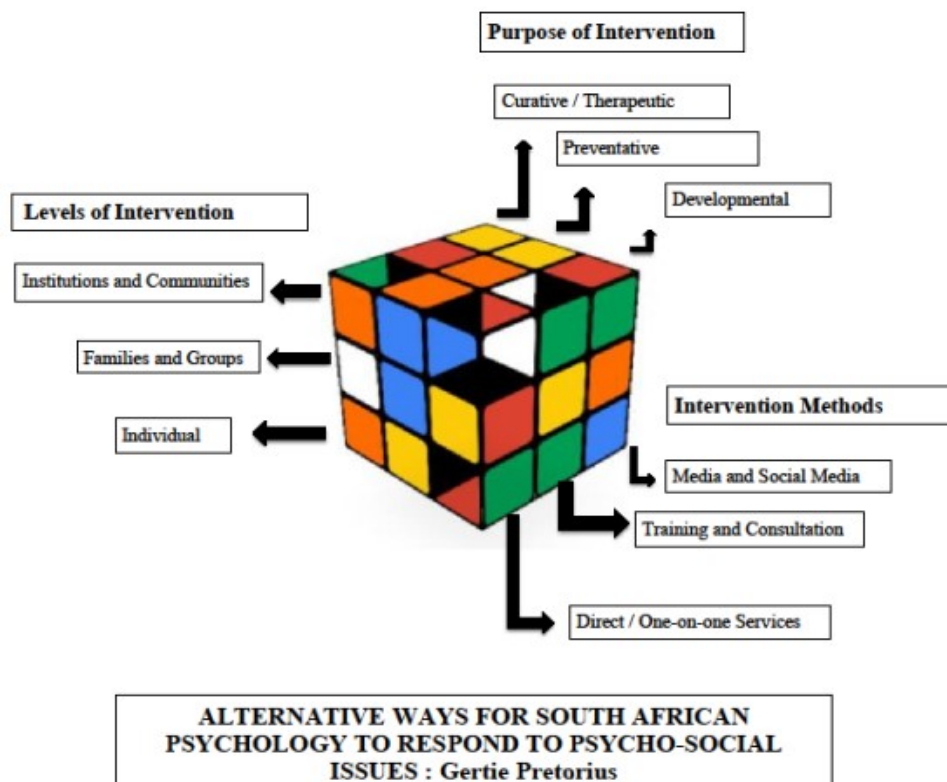 Purpose of Intervention
Curative / Therapeutic
Preventative
Developmental
Levels of Intervention
Institutions and Communities
Families and Groups
Individual
Intervention Methods
Media and Social Media
Training and Consultation
Direct / One-on-one Services
ALTERNATIVE WAYS FOR SOUTH AFRICAN
PSYCHOLOGY TO RESPOND TO PSYCHO-SOCIAL
ISSUES : Gertie Pretorius